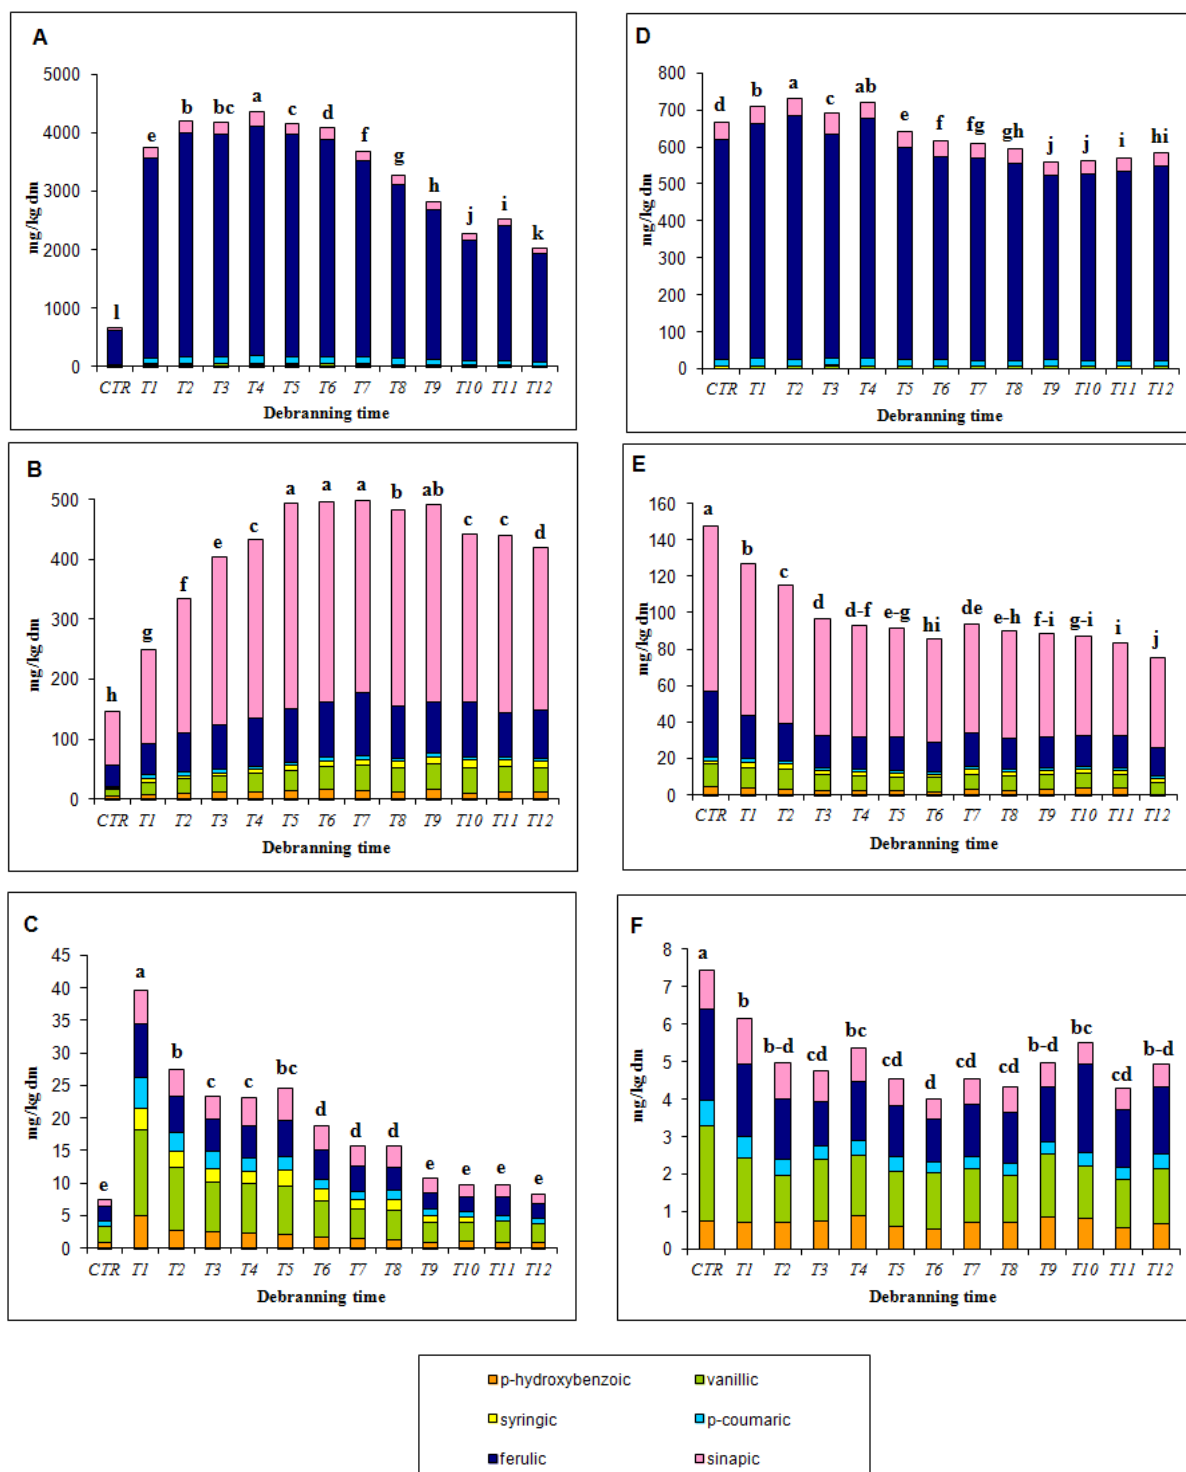 A
mg/kg dm
5000
4000
3000
2000
1000
0
l e b bc a c d f g h j i k
CTR T1 T2 T3 T4 T5 T6 T7 T8 T9 T10 T11 T12
Debranning time
D
mg/kg dm
800
700
600
500
400
300
200
100
0
d b a c ab e f fg gh j j i hi
CTR T1 T2 T3 T4 T5 T6 T7 T8 T9 T10 T11 T12
Debranning time
B
mg/kg dm
500
400
300
200
100
0
h g f e c a a a b ab c c d
CTR T1 T2 T3 T4 T5 T6 T7 T8 T9 T10 T11 T12
Debranning time
E
mg/kg dm
160
140
120
100
80
60
40
20
0
a b c d d-f e-g hi de e-h f-i g-i i j
CTR T1 T2 T3 T4 T5 T6 T7 T8 T9 T10 T11 T12
Debranning time
C
mg/kg dm
45
40
35
30
25
20
15
10
5
0
e a b c c bc d d d e e e e
CTR T1 T2 T3 T4 T5 T6 T7 T8 T9 T10 T11 T12
Debranning time
F
mg/kg dm
8
7
6
5
4
3
2
1
0
a b b-d cd bc cd d cd cd b-d bc cd b-d
CTR T1 T2 T3 T4 T5 T6 T7 T8 T9 T10 T11 T12
Debranning time
p-hydroxybenzoic vanillic
syringic p-coumaric
ferulic sinapic